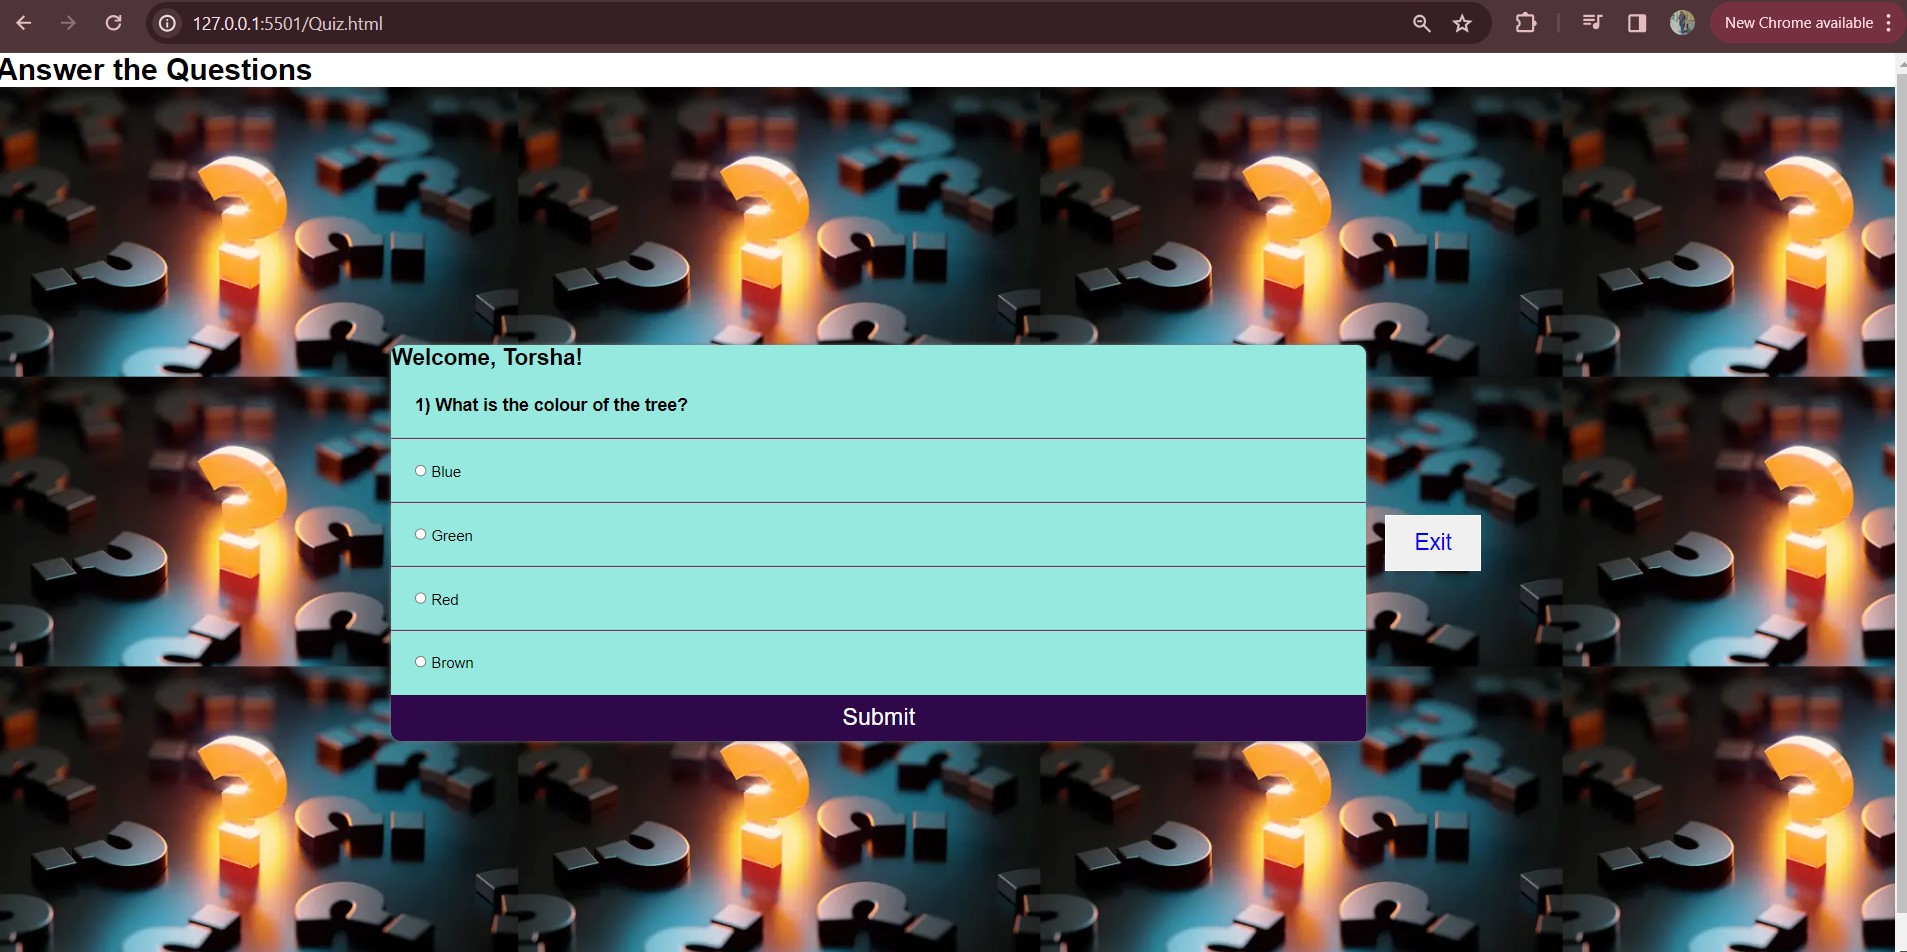 127.0.0.1:5501/Quiz.html
New Chrome available
Answer the Questions
Welcome, Torsha!
1) What is the colour of the tree?
Blue
Green
Red
Brown
Exit
Submit